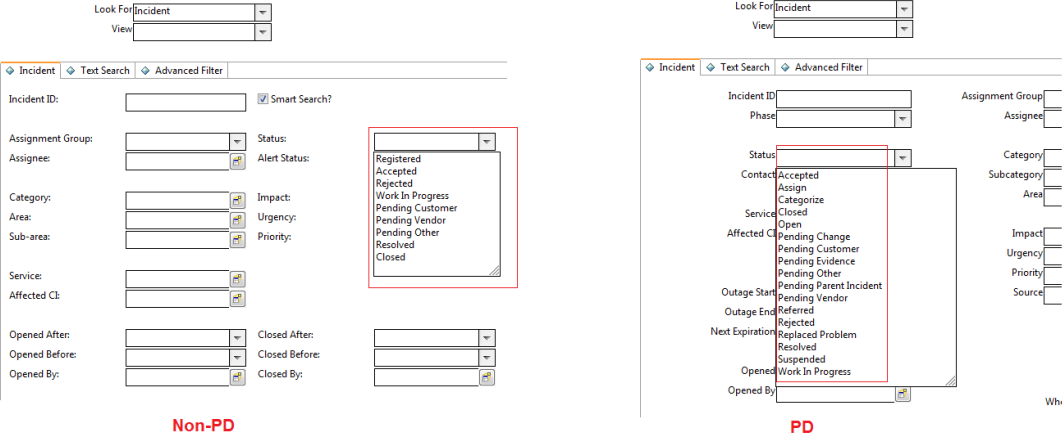 Look For Incident
View
Incident Text Search Advanced Filter
Incident ID: Smart Search?
Assignment Group: Status:
Assignee: Alert Status:
Registered
Accepted
Rejected
Work In Progress
Pending Customer
Pending Vendor
Pending Other
Resolved
Closed
Category: Impact:
Area: Urgency:
Sub-area: Priority:
Service:
Affected CI:
Opened After: Closed After:
Opened Before: Closed Before:
Opened By: Closed By:
Non-PD
Look For Incident
View
Incident Text Search Advanced Filter
Incident ID Assignment Group
Phase Assignee
Status Category
Contact Subcategory
Area
Service
Affected CI Impact
Urgency
Priority
Outage Start Source
Outage End
Next Expiration
Opened
Opened By
Accepted
Assign
Categorize
Closed
Open
Pending Change
Pending Customer
Pending Evidence
Pending Other
Pending Parent Incident
Pending Vendor
Referred
Rejected
Replaced Problem
Resolved
Suspended
Work In Progress
Whe
PD